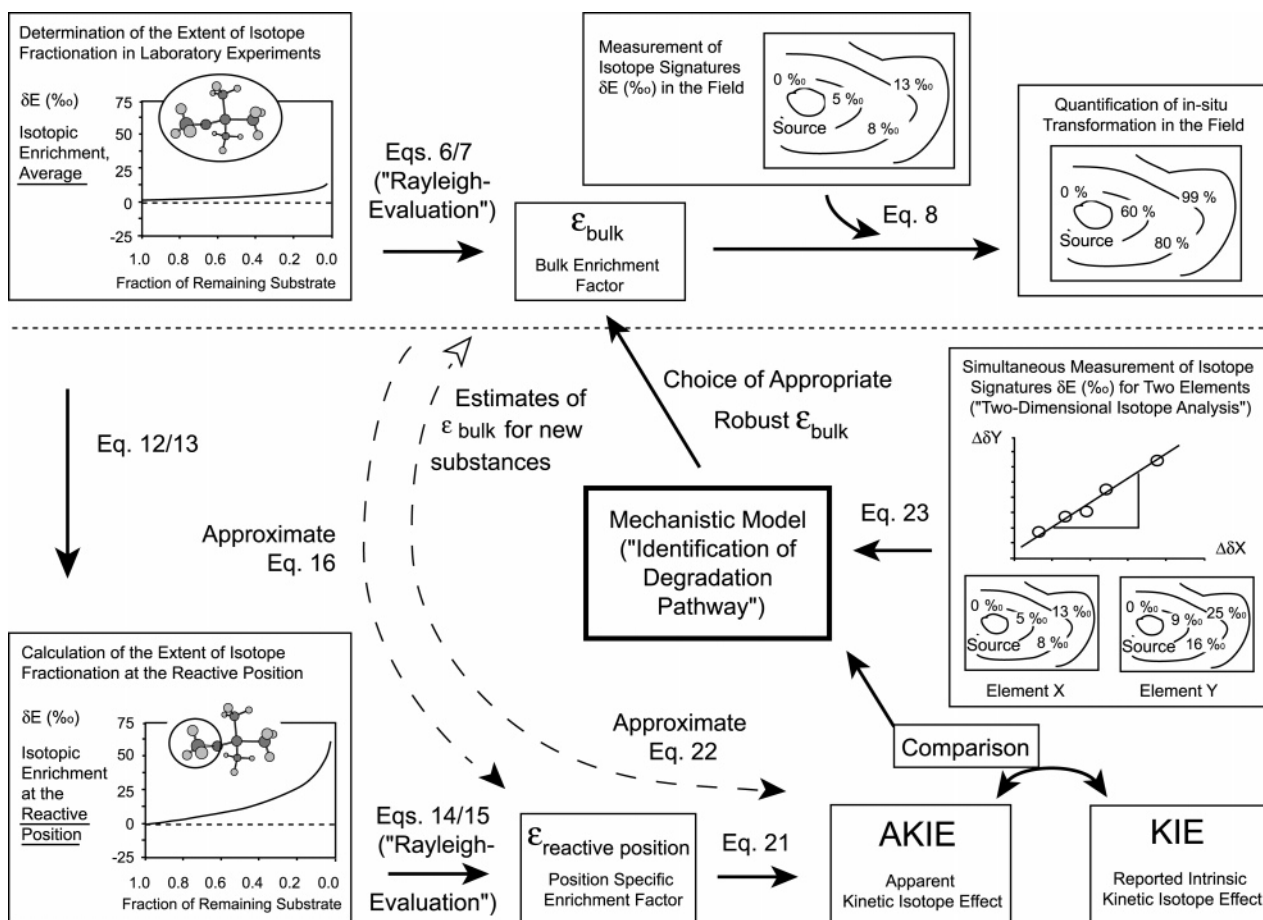 Determination of the Extent of Isotope
Fractionation in Laboratory Experiments
δE (‰)
Isotopic
Enrichment,
Average
75
50
25
0
-25
1.0 0.8 0.6 0.4 0.2 0.0
Fraction of Remaining Substrate
Eqs. 6/7
("Rayleigh-
Evaluation")
εbulk
Bulk Enrichment
Factor
Measurement of
Isotope Signatures
δE (‰) in the Field
0 ‰
5 ‰
13 ‰
Source
8 ‰
Eq. 8
Quantification of in-situ
Transformation in the Field
0 %
60 %
99 %
Source
80 %
Eq. 12/13
Estimates of
ε bulk for new
substances
Approximate
Eq. 16
Choice of Appropriate
Robust εbulk
Mechanistic Model
("Identification of
Degradation
Pathway")
Eq. 23
Simultaneous Measurement of Isotope
Signatures δE (‰) for Two Elements
("Two-Dimensional Isotope Analysis")
ΔδY
ΔδX
0 ‰
5 ‰
13 ‰
Source
8 ‰
Element X
0 ‰
9 ‰
25 ‰
Source
16 ‰
Element Y
Calculation of the Extent of Isotope
Fractionation at the Reactive Position
δE (‰)
Isotopic
Enrichment
at the
Reactive
Position
75
50
25
0
-25
1.0 0.8 0.6 0.4 0.2 0.0
Fraction of Remaining Substrate
Eqs. 14/15
("Rayleigh-
Evaluation")
εreactive position
Position Specific
Enrichment Factor
Eq. 21
Approximate
Eq. 22
Comparison
AKIE
Apparent
Kinetic Isotope Effect
KIE
Reported Intrinsic
Kinetic Isotope Effect